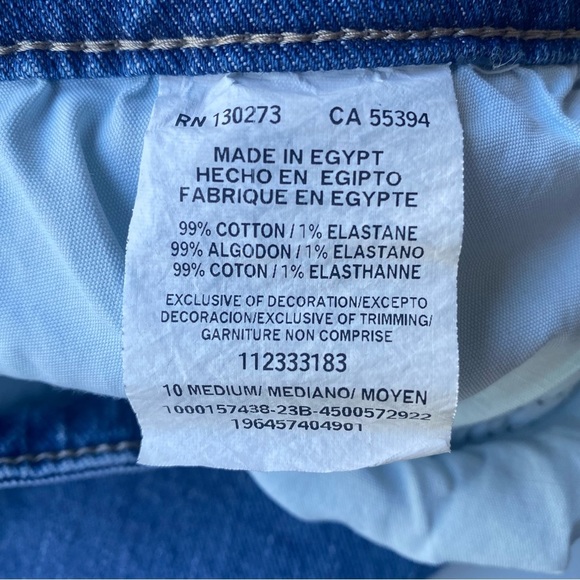 RN 130273 CA 55394
MADE IN EGYPT
HECHO EN EGIPTO
FABRIQUE EN EGYPTE
99% COTTON/1% ELASTANE
99% ALGODON/1% ELASTANO
99% COTON/1% ELASTHANNE
EXCLUSIVE OF DECORATION/EXCEPTO
DECORACION/EXCLUSIVE OF TRIMMING/
GARNITURE NON COMPRISE
112333183
10 MEDIUM/ MEDIANO/ MOYEN
1000157438-23B-4500572922
196457404901